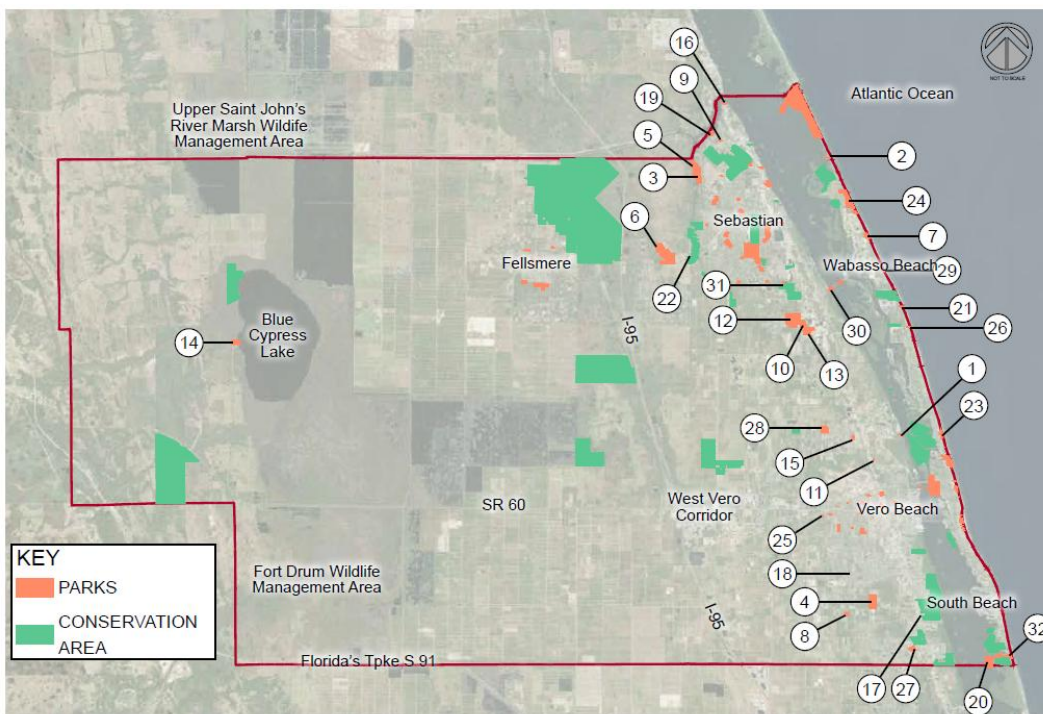 16
9
19
5
3
Upper Saint John's
River Marsh Wildife
Management Area
Atlantic Ocean
NOT TO SCALE
2
24
7
6
Sebastian
Fellsmere
Wabasso Beach
29
22
31
21
30
26
12
I-95
Blue
Cypress
Lake
14
10
13
1
23
28
15
11
SR 60
West Vero
Corridor
Vero Beach
25
18
KEY
PARKS
CONSERVATION
AREA
Fort Drum Wildlife
Management Area
4
8
I-95
South Beach
32
Florida's Tpke S 91
17
27
20